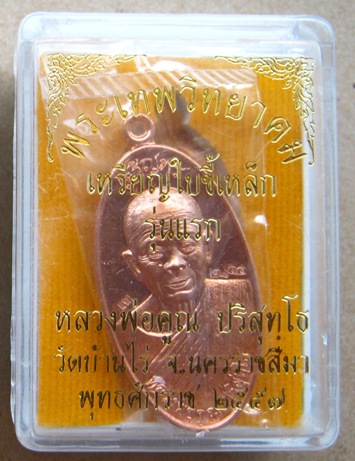 พระเทพวิทยาคม
เหรียญใบขี้เหล็ก
รุ่นแรก
หลวงพ่อคูณ ปริสุทโธ
วัดบ้านไร่ จ.นครราชสีมา
พุทธศักราช ๒๕๕๗